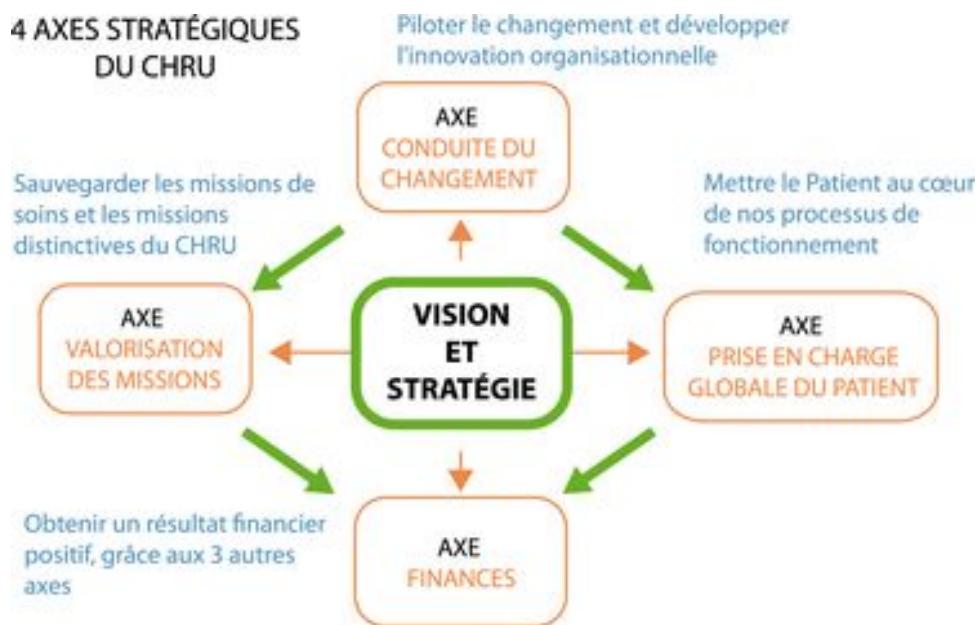 4 AXES STRATÉGIQUES
DU CHRU
Piloter le changement et développer
l'innovation organisationnelle
AXE
CONDUITE DU
CHANGEMENT
Sauvegarder les missions de
soins et les missions
distinctives du CHRU
Mettre le Patient au cœur
de nos processus de
fonctionnement
AXE
VALORISATION
DES MISSIONS
VISION
ET
STRATÉGIE
AXE
PRISE EN CHARGE
GLOBALE DU PATIENT
Obtenir un résultat financier
positif, grâce aux 3 autres
axes
AXE
FINANCES